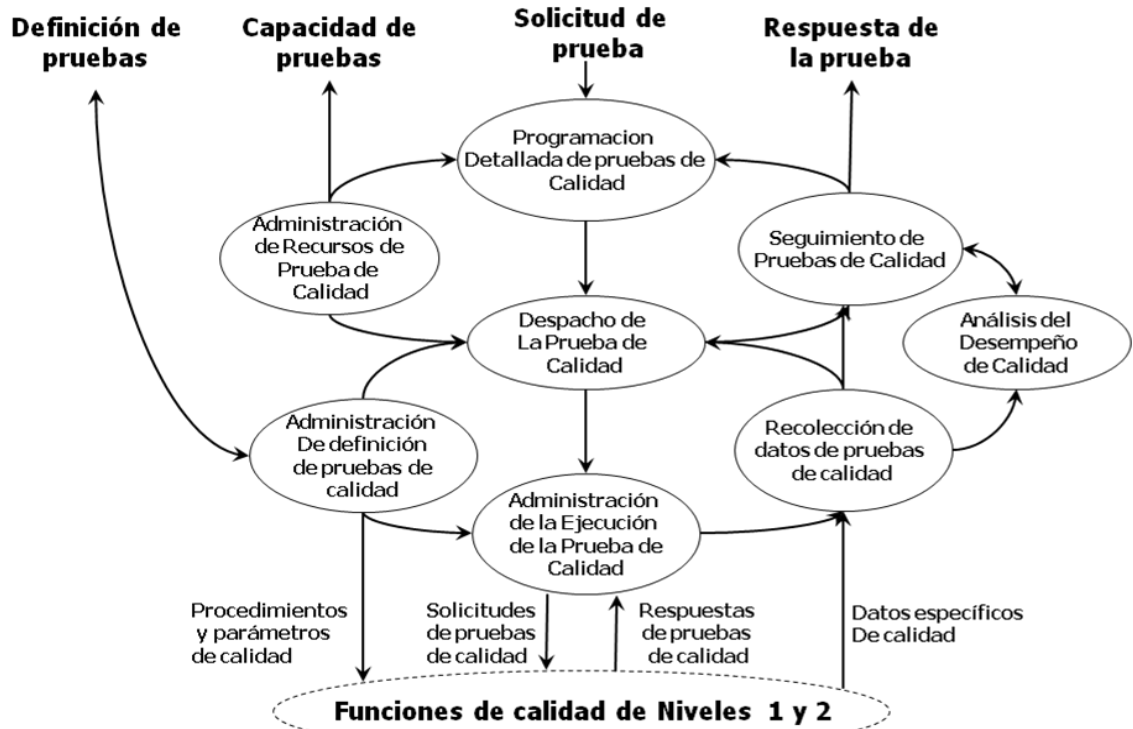 Definición de
pruebas
Capacidad de
pruebas
Solicitud de
prueba
Respuesta de
la prueba
Programacion
Detallada de pruebas de
Calidad
Administración
de Recursos de
Prueba de
Calidad
Seguimiento de
Pruebas de Calidad
Despacho de
La Prueba de
Calidad
Análisis del
Desempeño
de Calidad
Administración
De definición
de pruebas de
calidad
Recolección de
datos de pruebas
de calidad
Administración
de la Ejecución
de la Prueba de
Calidad
Procedimientos
y parámetros
de calidad
Solicitudes
de pruebas
de calidad
Respuestas
de pruebas
de calidad
Datos específicos
De calidad
Funciones de calidad de Niveles 1 y 2